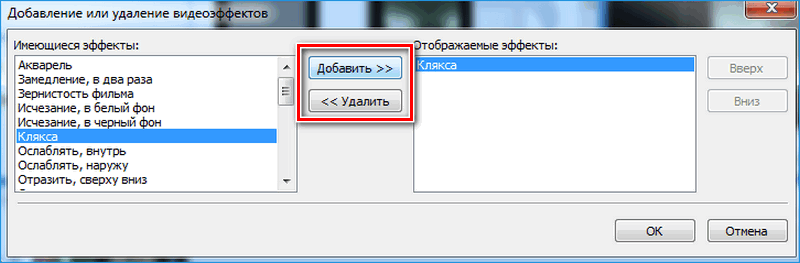 Добавление или удаление видеоэффектов
Имеющиеся эффекты:
Акварель
Замедление, в два раза
Зернистость фильма
Исчезание, в белый фон
Исчезание, в черный фон
Клякса
Ослаблять, внутрь
Ослаблять, наружу
Отразить, сверху вниз
Добавить >>
<< Удалить
Отображаемые эффекты:
Клякса
Вверх
Вниз
OK
Отмена